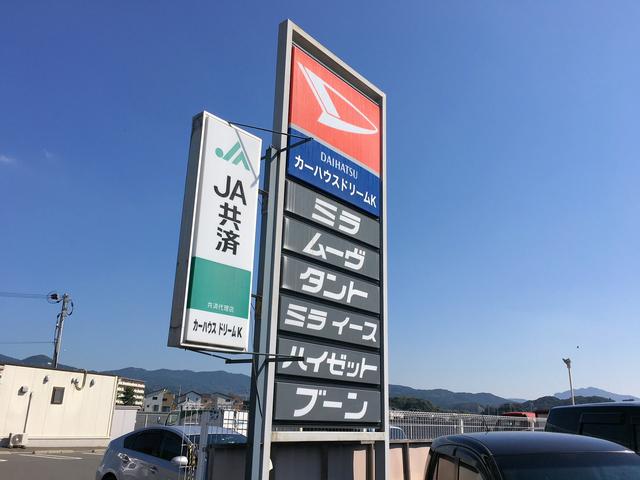 JA
JA共済
共済代理店
カーハウス ドリームK
DAIHATSU
カーハウスドリームK
ミラ
ムーヴ
タント
ミラ イース
ハイゼット
ブーン